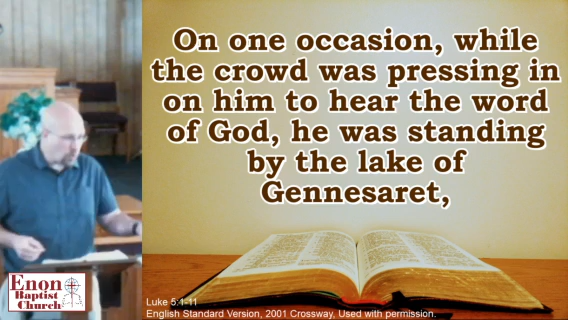 On one occasion, while
the crowd was pressing in
on him to hear the word
of God, he was standing
by the lake of
Gennesaret,
Luke 5:1-11
English Standard Version, 2001 Crossway, Used with permission.
Enon
Baptist
Church